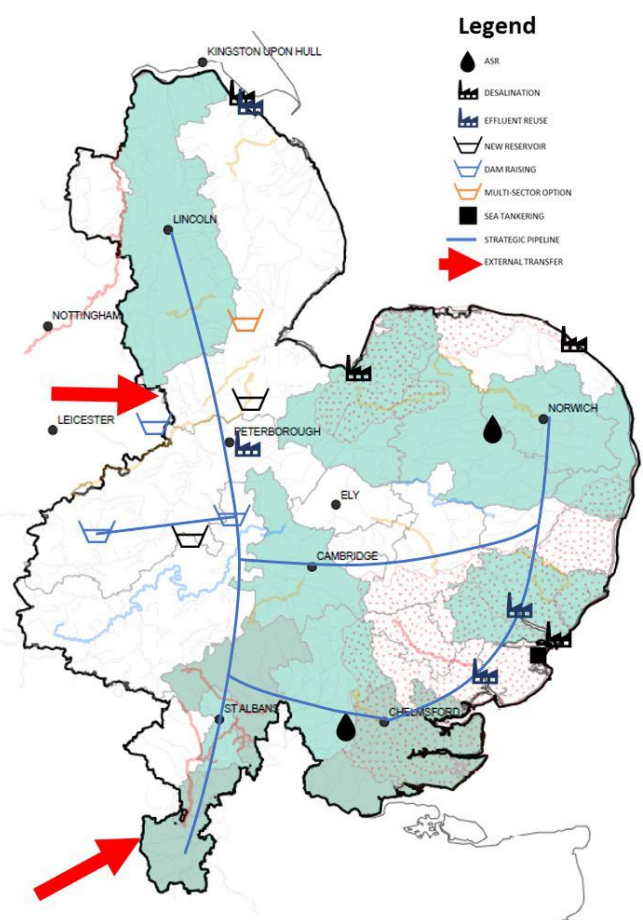 Legend
KINGSTON UPON HULL
ASR
DESALINATION
EFFLUENT REUSE
NEW RESERVOIR
DAM RAISING
MULTI-SECTOR OPTION
SEA TANKERING
STRATEGIC PIPELINE
EXTERNAL TRANSFER
LINCOLN
NOTTINGHAM
LEICESTER
NORWICH
PETERBOROUGH
ELY
CAMBRIDGE
ST ALBANS
CHELMSFORD